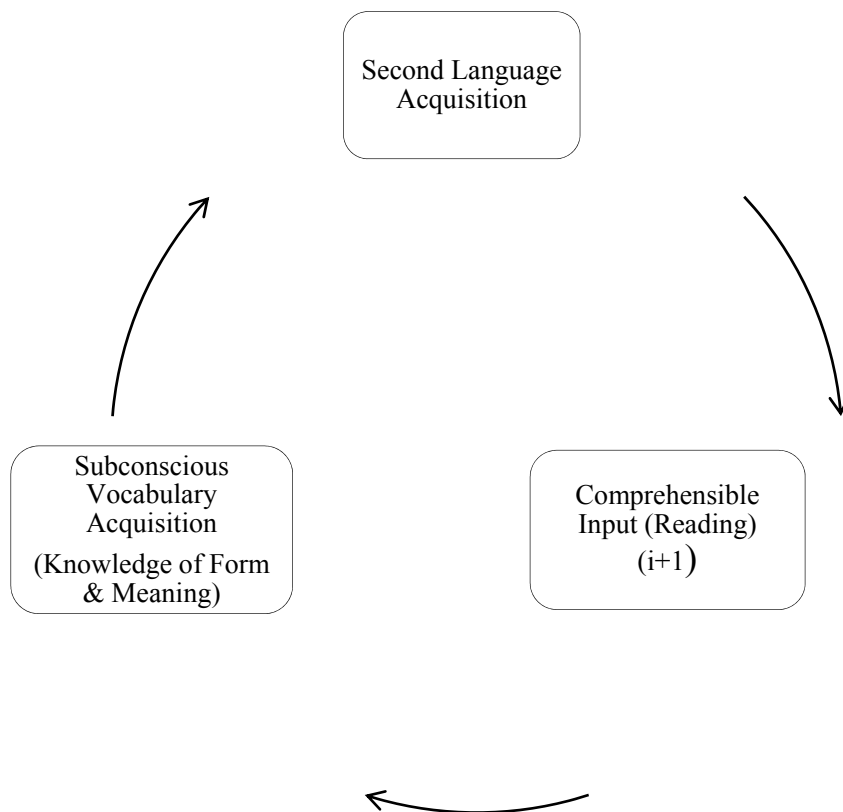 Second Language
Acquisition
Subconscious
Vocabulary
Acquisition
(Knowledge of Form
& Meaning)
Comprehensible
Input (Reading)
(i+1)